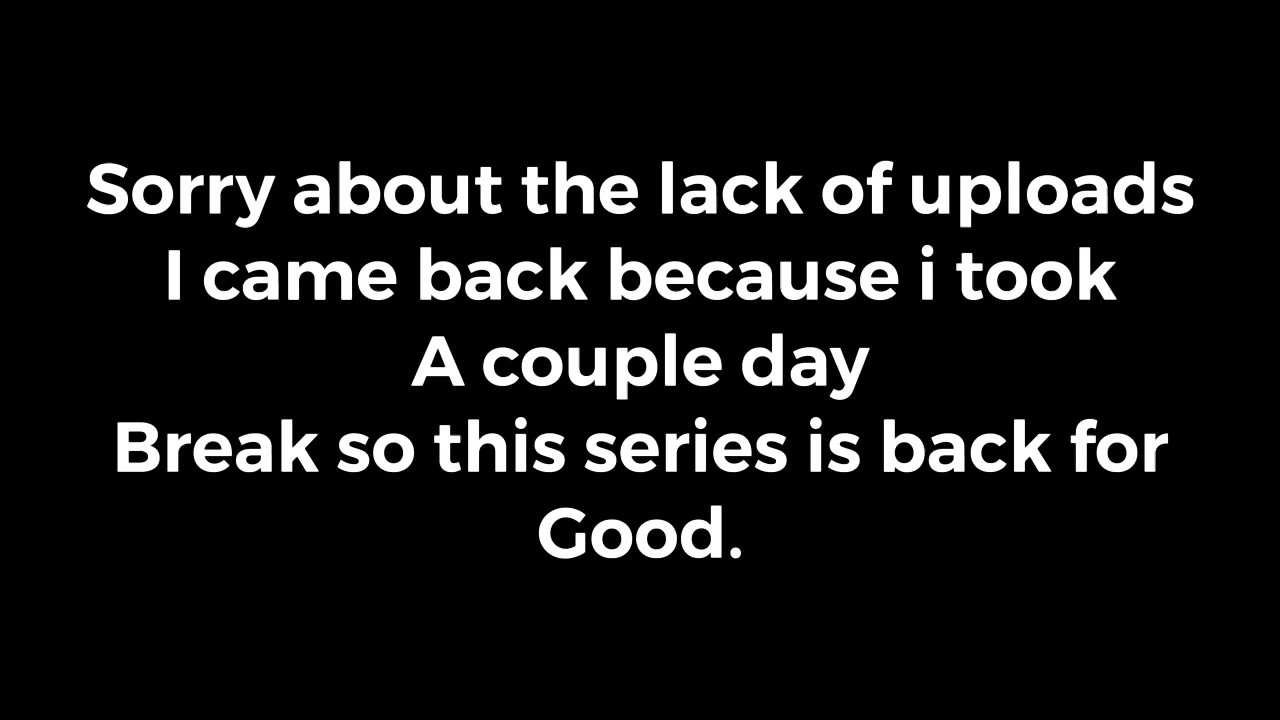 Sorry about the lack of uploads
I came back because i took
A couple day
Break so this series is back for
Good.